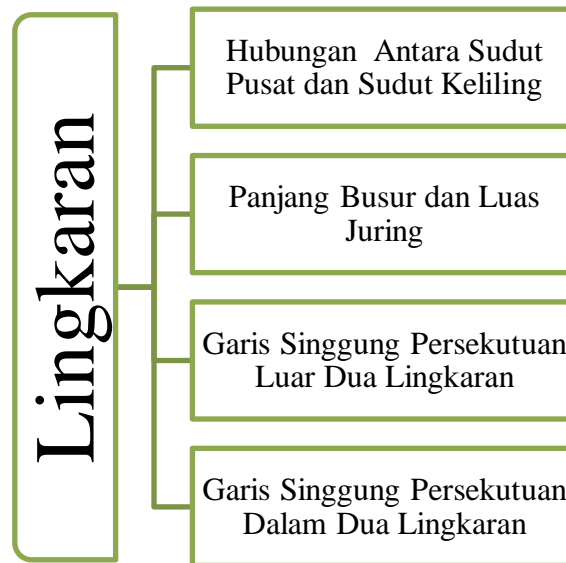 Lingkaran
Hubungan Antara Sudut
Pusat dan Sudut Keliling
Panjang Busur dan Luas
Juring
Garis Singgung Persekutuan
Luar Dua Lingkaran
Garis Singgung Persekutuan
Dalam Dua Lingkaran